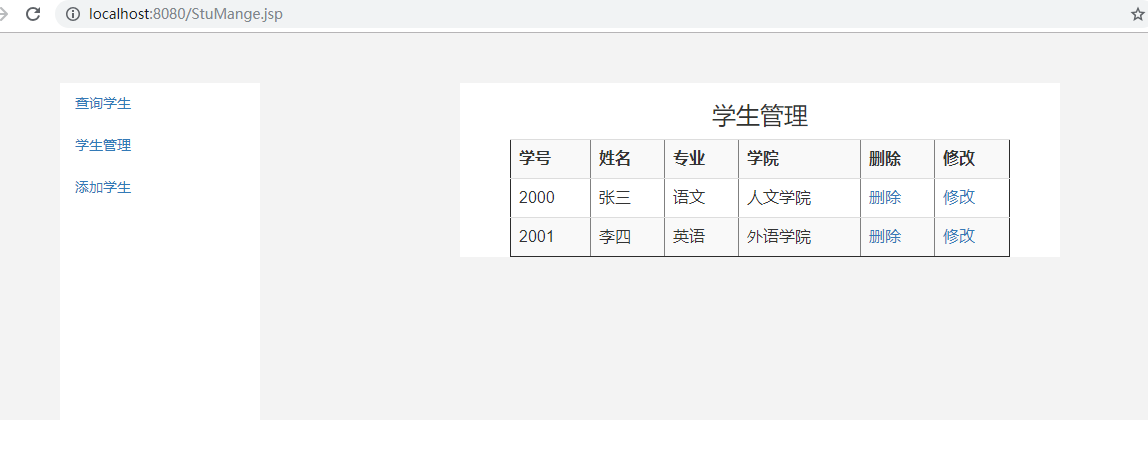 localhost:8080/StuMange.jsp
查询学生
学生管理
添加学生
学生管理
学号 姓名 专业 学院 删除 修改
2000 张三 语文 人文学院 删除 修改
2001 李四 英语 外语学院 删除 修改